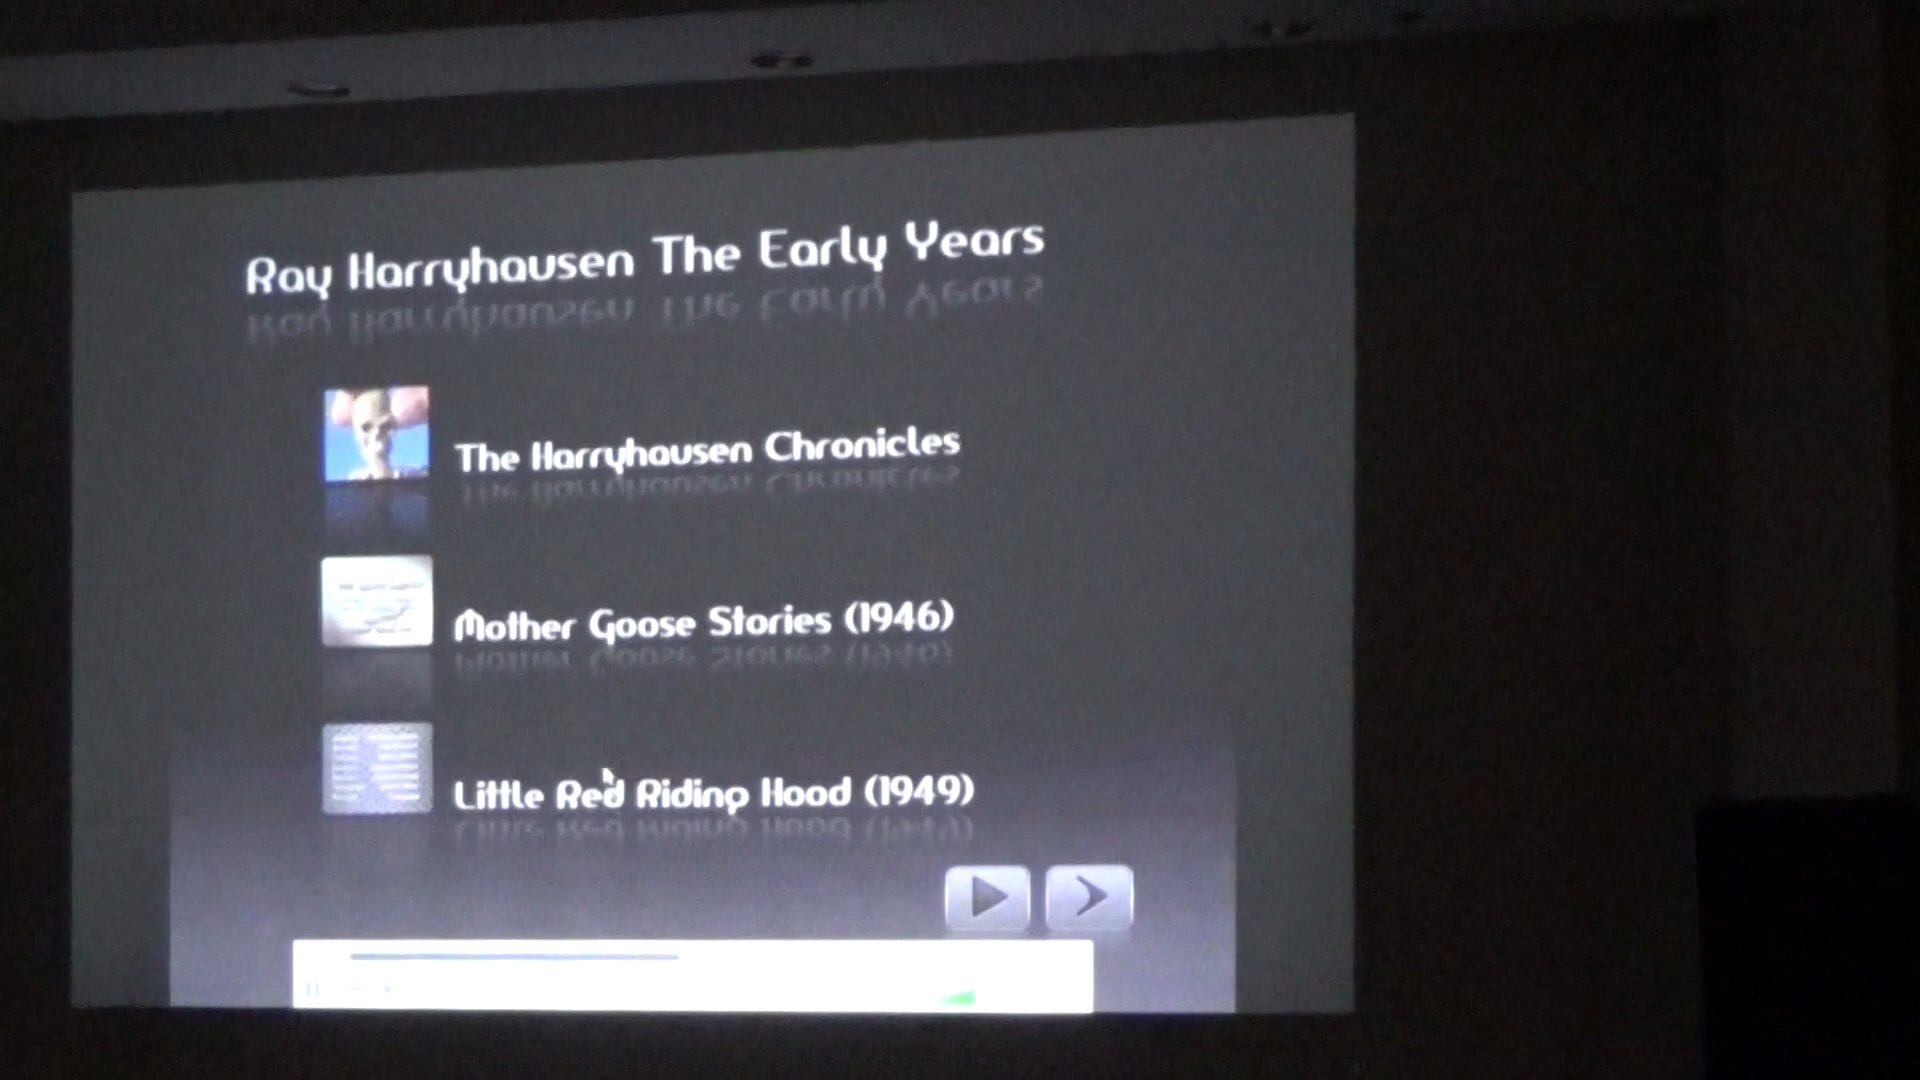 Ray Harryhausen The Early Years
The Harryhausen Chronicles
Mother Goose Stories (1946)
Little Red Riding Hood (1949)